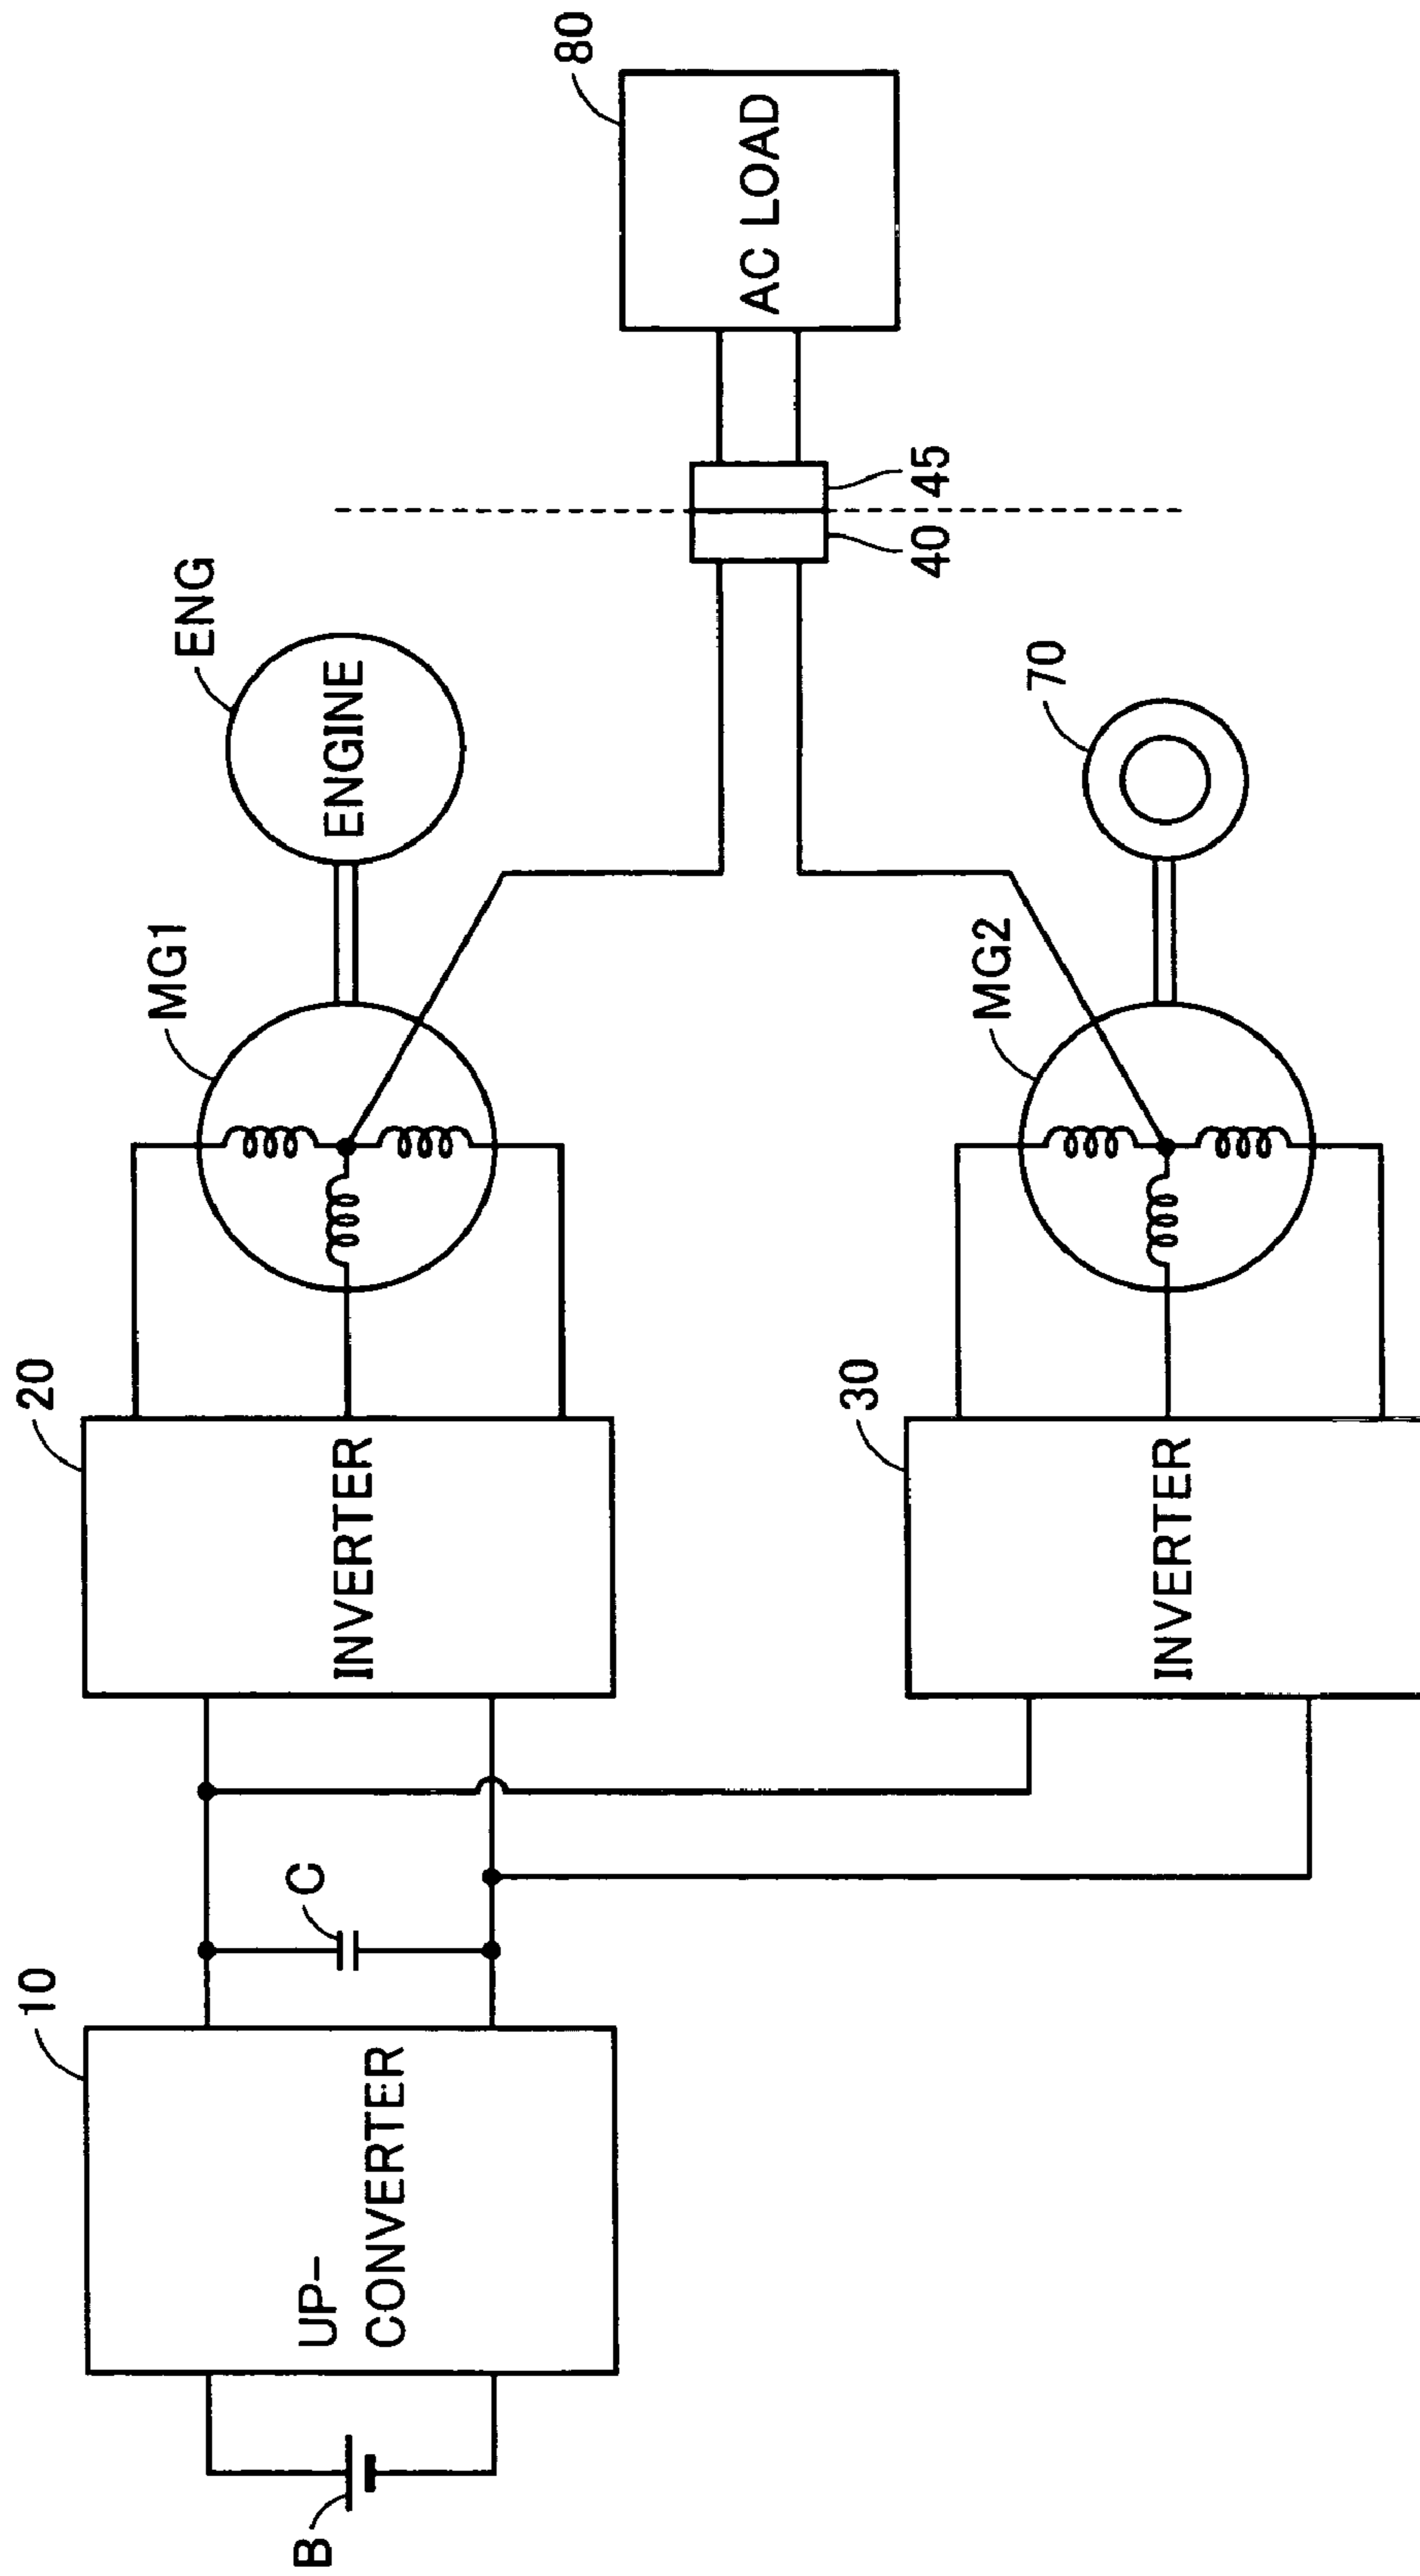 B
10
UP-
CONVERTER
C
20
INVERTER
MG1
ENG
ENGINE
30
INVERTER
MG2
70
40
45
80
AC LOAD